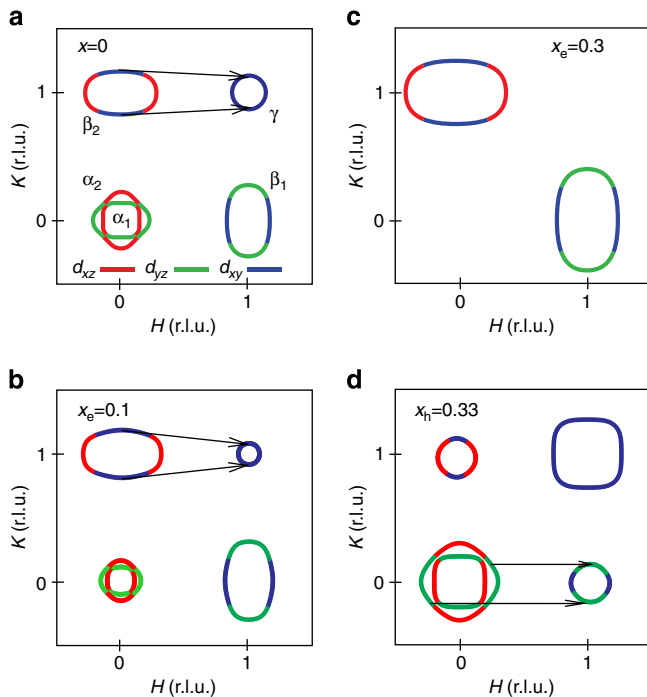 a
x=0
1
β2
γ
K (r.l.u.)
α2
β1
α1
0
dxz
dyz
dxy
0
1
H (r.l.u.)
c
xe=0.3
1
K (r.l.u.)
0
0
1
H (r.l.u.)
b
xe=0.1
1
K (r.l.u.)
0
0
1
H (r.l.u.)
d
xh=0.33
1
K (r.l.u.)
0
0
1
H (r.l.u.)